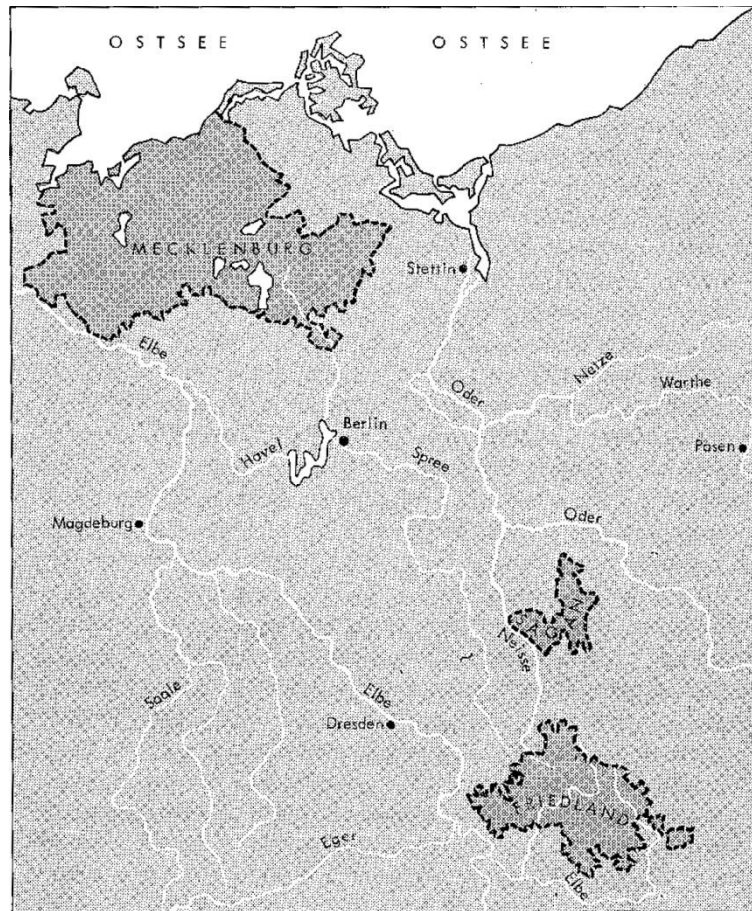 OSTSEE
OSTSEE
MECKLENBURG
Stettin
Elbe
Oder
Netze
Warthe
Berlin
Havel
Spree
Posen
Magdeburg
Oder
SAGAN
Neisse
Saale
Elbe
Dresden
FRIEDLAND
Eger
Elbe